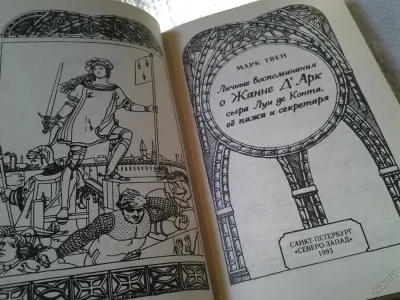 МАРК ТВЕН
Личные воспоминания
о Жанне Д'Арк
сьера Луи де Конта,
её пажа и секретаря
САНКТ-ПЕТЕРБУРГ
«СЕВЕРО-ЗАПАД»
1993